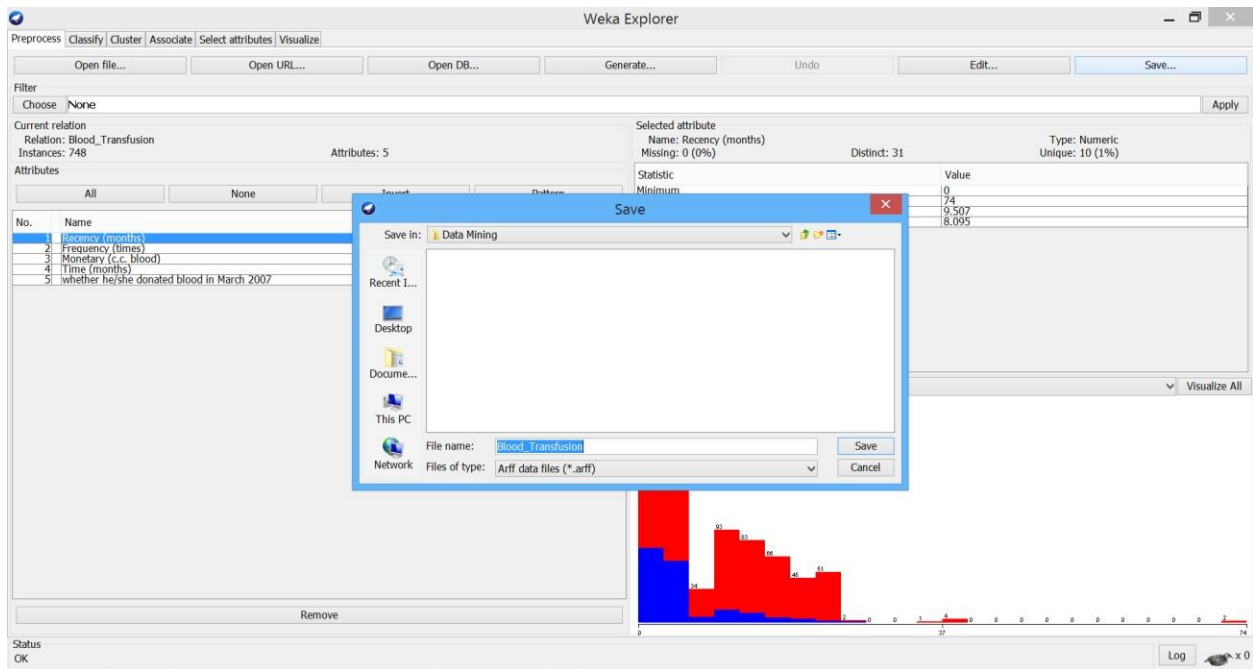 Weka Explorer
Preprocess Classify Cluster Associate Select attributes Visualize
Open file... Open URL... Open DB... Generate... Undo Edit... Save...
Filter
Choose None Apply
Current relation
Relation: Blood_Transfusion
Instances: 748 Attributes: 5
Attributes
All None Invert Pattern
No. Name
1 Recency (months)
2 Frequency (times)
3 Monetary (c.c. blood)
4 Time (months)
5 whether he/she donated blood in March 2007
Remove
Selected attribute
Name: Recency (months) Type: Numeric
Missing: 0 (0%) Distinct: 31 Unique: 10 (1%)
Statistic Value
Minimum 0
74
9.507
8.095
Visualize All
Save
Save in: Data Mining
Recent I...
Desktop
Docume...
This PC
Network
File name: Blood_Transfusion Save
Files of type: Arff data files (*.arff) Cancel
34 93 83 66 45 51 2 0 0 1 4 0 0 0 0 0 0 0 0 0 0 2
0 37 74
Status
OK
Log x 0